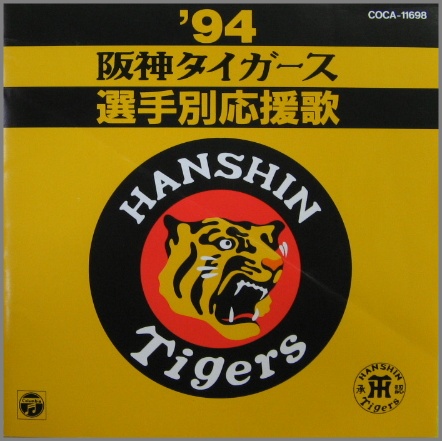 '94
COCA-11698
阪神タイガース
選手別応援歌
HANSHIN
Tigers
Columbia
HANSHIN
承 認
Tigers